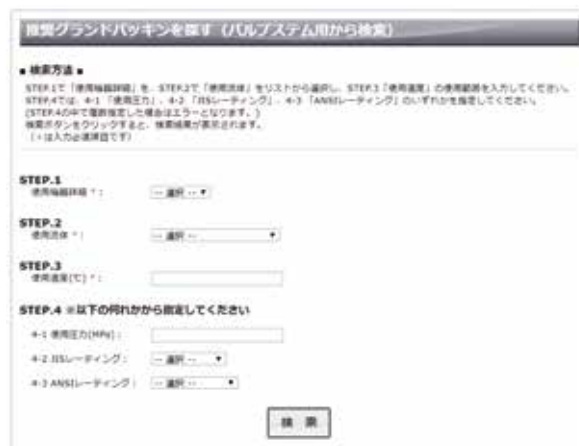 推奨グランドパッキンを探す（バルブステム用から検索）
■ 検索方法 ■
STEP.1で「使用機器詳細」を、STEP.2で「使用流体」をリストから選択し、STEP.3「使用温度」の使用範囲を入力してください。
STEP.4では、4-1「使用圧力」、4-2「JISレーティング」、4-3「ANSIレーティング」のいずれかを指定してください。
(STEP.4の中で複数指定した場合はエラーとなります。)
検索ボタンをクリックすると、検索結果が表示されます。
(＊は入力必須項目です)
STEP.1
使用機器詳細 *： -- 選択 --
STEP.2
使用流体 *： -- 選択 --
STEP.3
使用温度(℃) *：
STEP.4 ※以下の何れかから指定してください
4-1 使用圧力(MPa)：
4-2 JISレーティング： -- 選択 --
4-3 ANSIレーティング： -- 選択 --
検 索